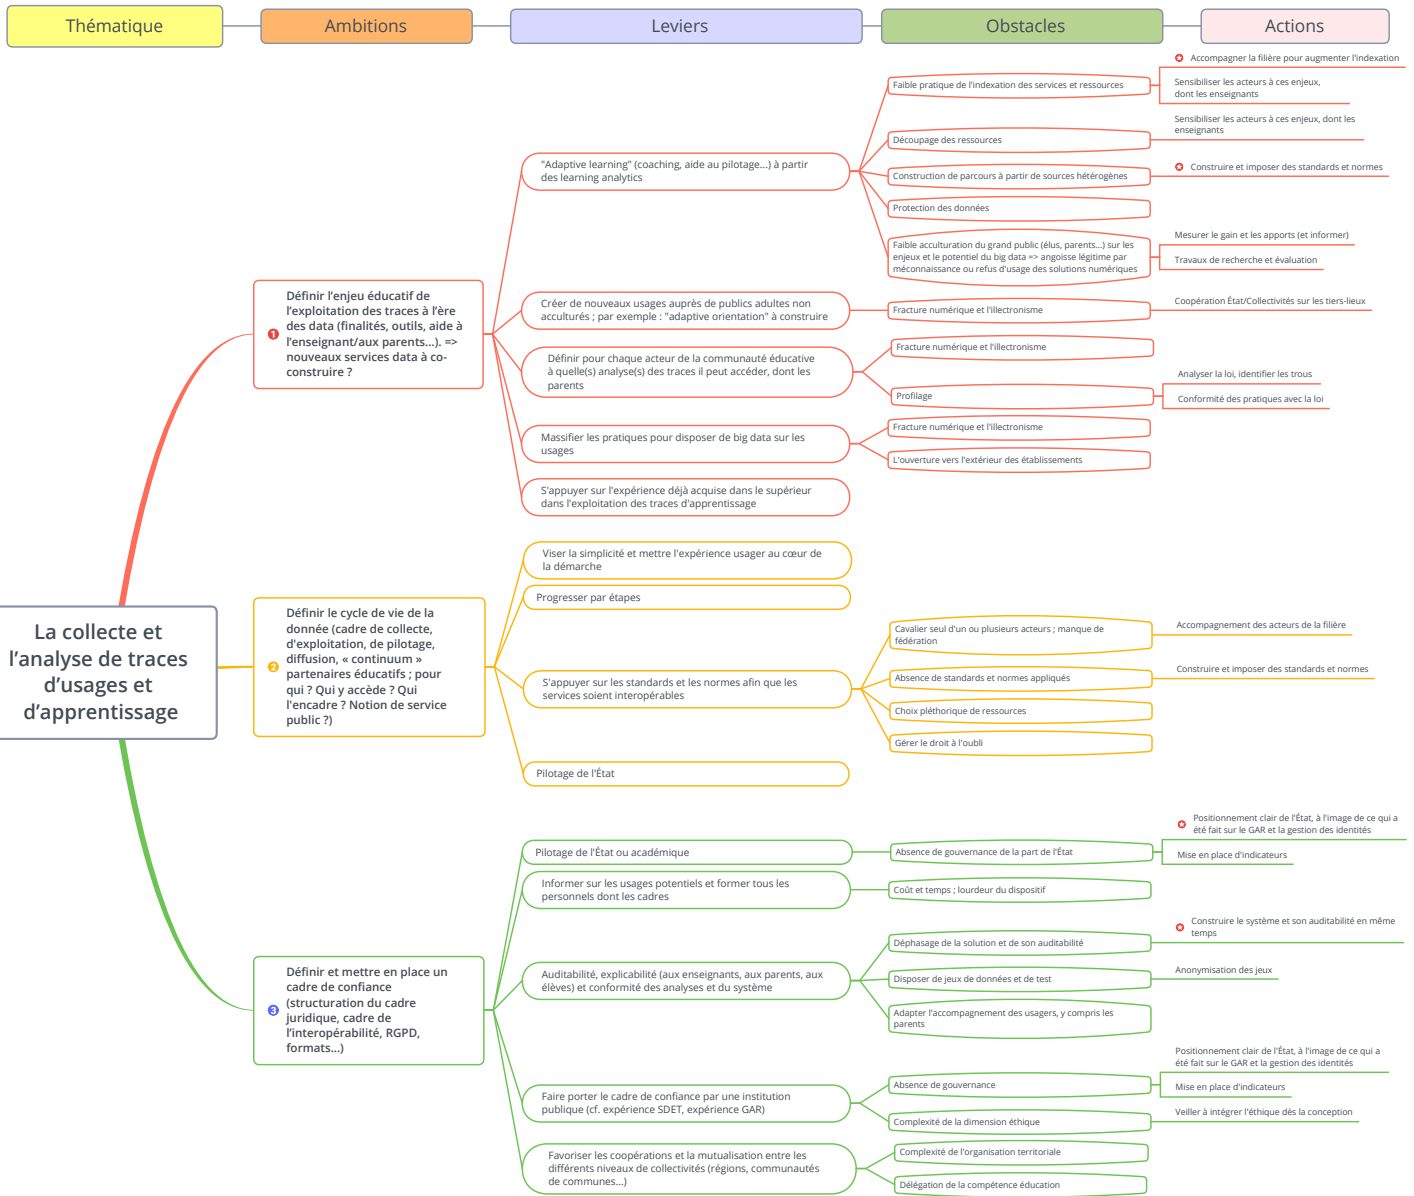 Thématique
Ambitions
Leviers
Obstacles
Actions
La collecte et
l'analyse de traces
d'usages et
d'apprentissage
1
Définir l'enjeu éducatif de
l'exploitation des traces à l'ère
des data (finalités, outils, aide à
l'enseignant/aux parents...). =>
nouveaux services data à co-
construire ?
"Adaptive learning" (coaching, aide au pilotage...) à partir
des learning analytics
Faible pratique de l'indexation des services et ressources
Accompagner la filière pour augmenter l'indexation
Sensibiliser les acteurs à ces enjeux,
dont les enseignants
Découpage des ressources
Sensibiliser les acteurs à ces enjeux, dont les
enseignants
Construction de parcours à partir de sources hétérogènes
Construire et imposer des standards et normes
Protection des données
Faible acculturation du grand public (élus, parents...) sur les
enjeux et le potentiel du big data => angoisse légitime par
méconnaissance ou refus d'usage des solutions numériques
Mesurer le gain et les apports (et informer)
Travaux de recherche et évaluation
Créer de nouveaux usages auprès de publics adultes non
acculturés ; par exemple : "adaptive orientation" à construire
Fracture numérique et l'illectronisme
Coopération État/Collectivités sur les tiers-lieux
Définir pour chaque acteur de la communauté éducative
à quelle(s) analyse(s) des traces il peut accéder, dont les
parents
Fracture numérique et l'illectronisme
Profilage
Analyser la loi, identifier les trous
Conformité des pratiques avec la loi
Massifier les pratiques pour disposer de big data sur les
usages
Fracture numérique et l'illectronisme
L'ouverture vers l'extérieur des établissements
S'appuyer sur l'expérience déjà acquise dans le supérieur
dans l'exploitation des traces d'apprentissage
2
Définir le cycle de vie de la
donnée (cadre de collecte,
d'exploitation, de pilotage,
diffusion, « continuum »
partenaires éducatifs ; pour
qui ? Qui y accède ? Qui
l'encadre ? Notion de service
public ?)
Viser la simplicité et mettre l'expérience usager au cœur de
la démarche
Progresser par étapes
S'appuyer sur les standards et les normes afin que les
services soient interopérables
Cavalier seul d'un ou plusieurs acteurs ; manque de
fédération
Accompagnement des acteurs de la filière
Absence de standards et normes appliqués
Construire et imposer des standards et normes
Choix pléthorique de ressources
Gérer le droit à l'oubli
Pilotage de l'État
3
Définir et mettre en place un
cadre de confiance
(structuration du cadre
juridique, cadre de
l'interopérabilité, RGPD,
formats...)
Pilotage de l'État ou académique
Absence de gouvernance de la part de l'État
Positionnement clair de l'État, à l'image de ce qui a
été fait sur le GAR et la gestion des identités
Mise en place d'indicateurs
Informer sur les usages potentiels et former tous les
personnels dont les cadres
Coût et temps ; lourdeur du dispositif
Auditabilité, explicabilité (aux enseignants, aux parents, aux
élèves) et conformité des analyses et du système
Déphasage de la solution et de son auditabilité
Construire le système et son auditabilité en même
temps
Disposer de jeux de données et de test
Anonymisation des jeux
Adapter l'accompagnement des usagers, y compris les
parents
Faire porter le cadre de confiance par une institution
publique (cf. expérience SDET, expérience GAR)
Absence de gouvernance
Positionnement clair de l'État, à l'image de ce qui a
été fait sur le GAR et la gestion des identités
Mise en place d'indicateurs
Complexité de la dimension éthique
Veiller à intégrer l'éthique dès la conception
Favoriser les coopérations et la mutualisation entre les
différents niveaux de collectivités (régions, communautés
de communes...)
Complexité de l'organisation territoriale
Délégation de la compétence éducation